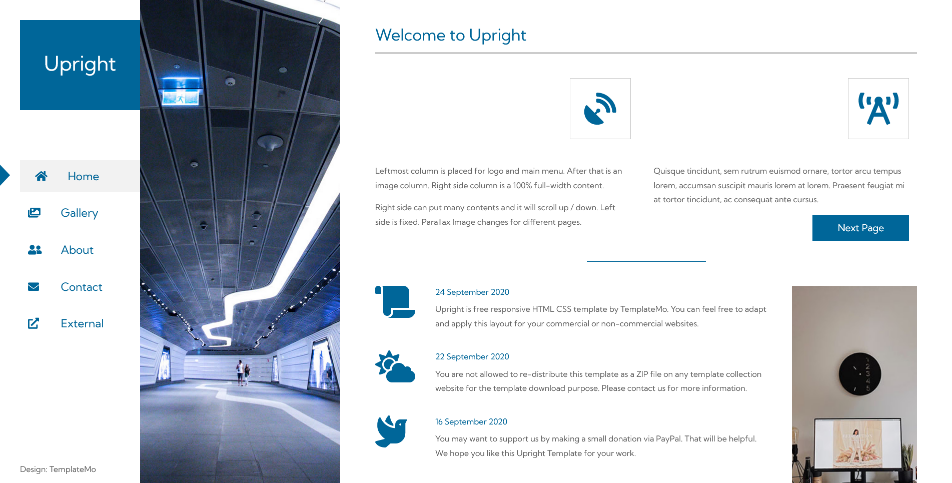 Upright
Home
Gallery
About
Contact
External
Design: TemplateMo
Welcome to Upright
Leftmost column is placed for logo and main menu. After that is an
image column. Right side column is a 100% full-width content.
Right side can put many contents and it will scroll up / down. Left
side is fixed. Parallax Image changes for different pages.
Quisque tincidunt, sem rutrum euismod ornare, tortor arcu tempus
lorem, accumsan suscipit mauris lorem at lorem. Praesent feugiat mi
at tortor tincidunt, ac consequat ante cursus.
Next Page
24 September 2020
Upright is free responsive HTML CSS template by TemplateMo. You can feel free to adapt
and apply this layout for your commercial or non-commercial websites.
22 September 2020
You are not allowed to re-distribute this template as a ZIP file on any template collection
website for the template download purpose. Please contact us for more information.
16 September 2020
You may want to support us by making a small donation via PayPal. That will be helpful.
We hope you like this Upright Template for your work.